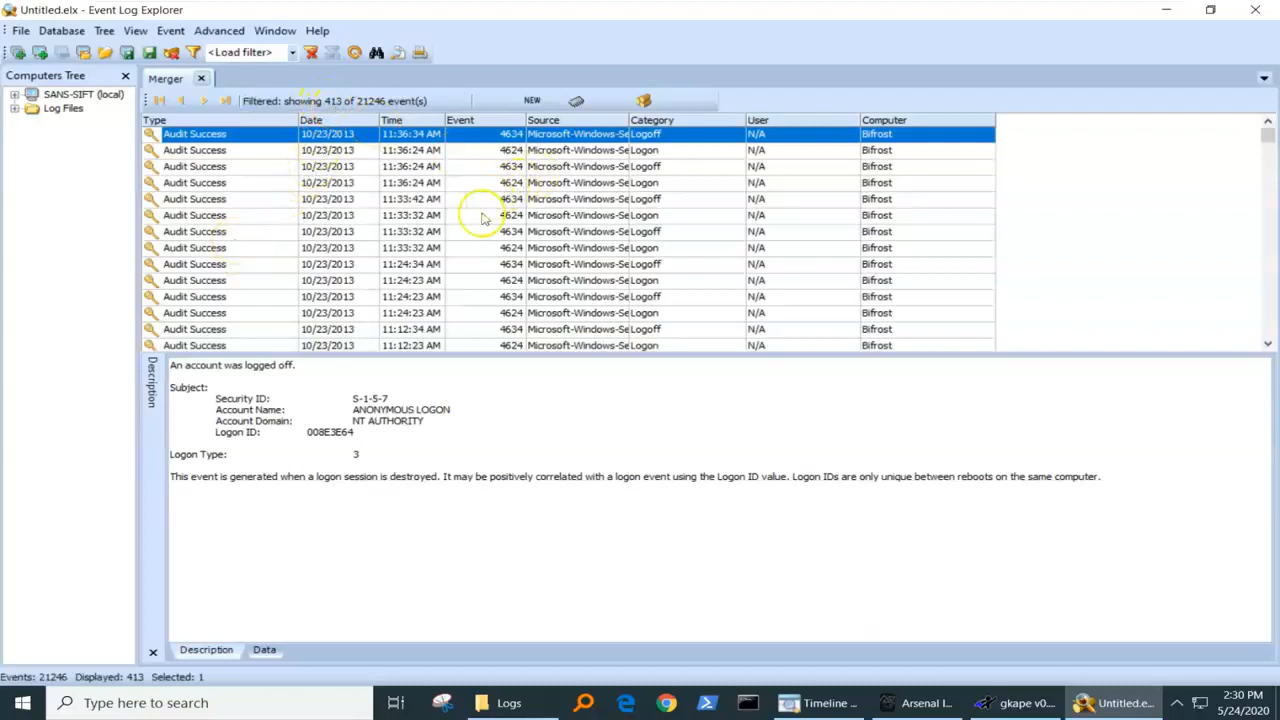 Untitled.elx - Event Log Explorer
File Database Tree View Event Advanced Window Help
<Load filter>
Computers Tree
Merger
SANS-SIFT (local)
Log Files
Filtered: showing 413 of 21246 event(s)
NEW
Type Date Time Event Source Category User Computer
Audit Success 10/23/2013 11:36:34 AM 4634 Microsoft-Windows-Se Logoff N/A Bifrost
Audit Success 10/23/2013 11:36:24 AM 4624 Microsoft-Windows-Se Logon N/A Bifrost
Audit Success 10/23/2013 11:36:24 AM 4634 Microsoft-Windows-Se Logoff N/A Bifrost
Audit Success 10/23/2013 11:36:24 AM 4624 Microsoft-Windows-Se Logon N/A Bifrost
Audit Success 10/23/2013 11:33:42 AM 4634 Microsoft-Windows-Se Logoff N/A Bifrost
Audit Success 10/23/2013 11:33:32 AM 4624 Microsoft-Windows-Se Logon N/A Bifrost
Audit Success 10/23/2013 11:33:32 AM 4634 Microsoft-Windows-Se Logoff N/A Bifrost
Audit Success 10/23/2013 11:33:32 AM 4624 Microsoft-Windows-Se Logon N/A Bifrost
Audit Success 10/23/2013 11:24:34 AM 4634 Microsoft-Windows-Se Logoff N/A Bifrost
Audit Success 10/23/2013 11:24:23 AM 4624 Microsoft-Windows-Se Logon N/A Bifrost
Audit Success 10/23/2013 11:24:23 AM 4634 Microsoft-Windows-Se Logoff N/A Bifrost
Audit Success 10/23/2013 11:24:23 AM 4624 Microsoft-Windows-Se Logon N/A Bifrost
Audit Success 10/23/2013 11:12:34 AM 4634 Microsoft-Windows-Se Logoff N/A Bifrost
Audit Success 10/23/2013 11:12:23 AM 4624 Microsoft-Windows-Se Logon N/A Bifrost
Description
An account was logged off.
Subject:
Security ID: S-1-5-7
Account Name: ANONYMOUS LOGON
Account Domain: NT AUTHORITY
Logon ID: 008E3E64
Logon Type: 3
This event is generated when a logon session is destroyed. It may be positively correlated with a logon event using the Logon ID value. Logon IDs are only unique between reboots on the same computer.
Description Data
Events: 21246 Displayed: 413 Selected: 1
Type here to search
Logs
Timeline ...
Arsenal I...
gkape v0...
Untitled.e...
2:30 PM
5/24/2020